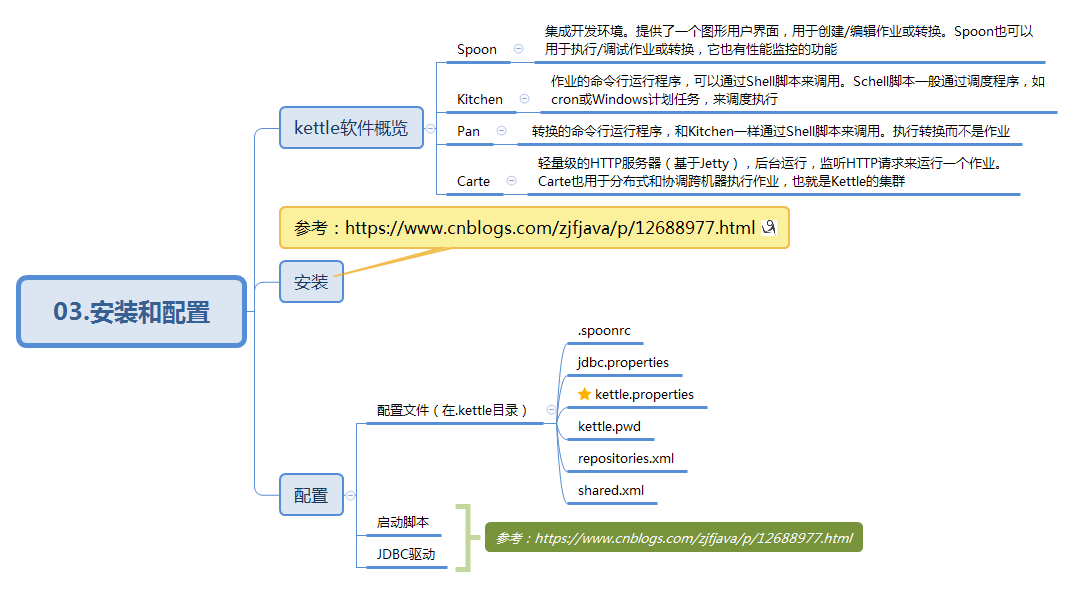 03.安装和配置
kettle软件概览
Spoon
集成开发环境。提供了一个图形用户界面，用于创建/编辑作业或转换。Spoon也可以
用于执行/调试作业或转换，它也有性能监控的功能
Kitchen
作业的命令行运行程序，可以通过Shell脚本来调用。Schell脚本一般通过调度程序，如
cron或Windows计划任务，来调度执行
Pan
转换的命令行运行程序，和Kitchen一样通过Shell脚本来调用。执行转换而不是作业
Carte
轻量级的HTTP服务器（基于Jetty），后台运行，监听HTTP请求来运行一个作业。
Carte也用于分布式和协调跨机器执行作业，也就是Kettle的集群
参考：https://www.cnblogs.com/zjfjava/p/12688977.html
安装
配置
配置文件（在.kettle目录）
.spoonrc
jdbc.properties
kettle.properties
kettle.pwd
repositories.xml
shared.xml
启动脚本
JDBC驱动
参考：https://www.cnblogs.com/zjfjava/p/12688977.html